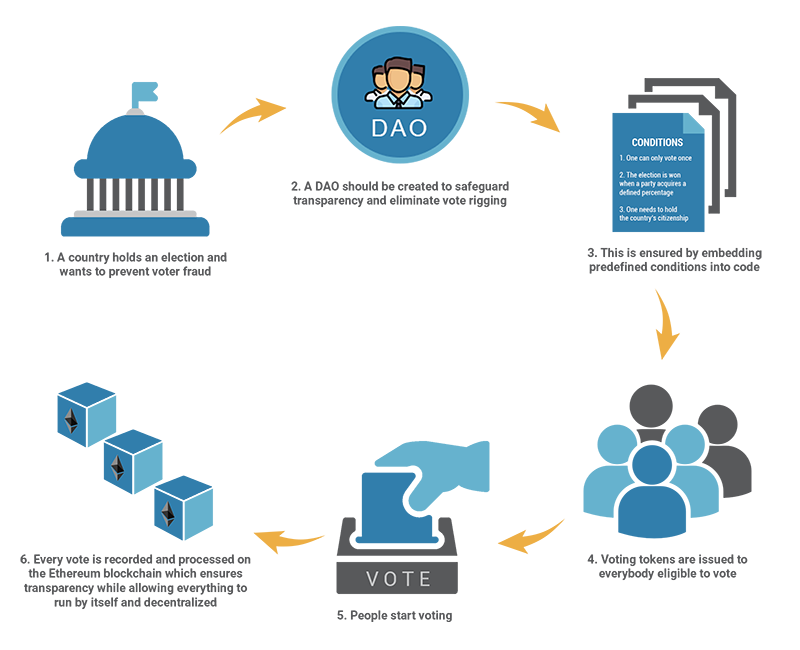 DAO
2. A DAO should be created to safeguard
transparency and eliminate vote rigging
1. A country holds an election and
wants to prevent voter fraud
CONDITIONS
1. One can only vote once
2. The election is won
when a party acquires a
defined percentage
3. One needs to hold
the country's citizenship
3. This is ensured by embedding
predefined conditions into code
4. Voting tokens are issued to
everybody eligible to vote
VOTE
5. People start voting
6. Every vote is recorded and processed on
the Ethereum blockchain which ensures
transparency while allowing everything to
run by itself and decentralized